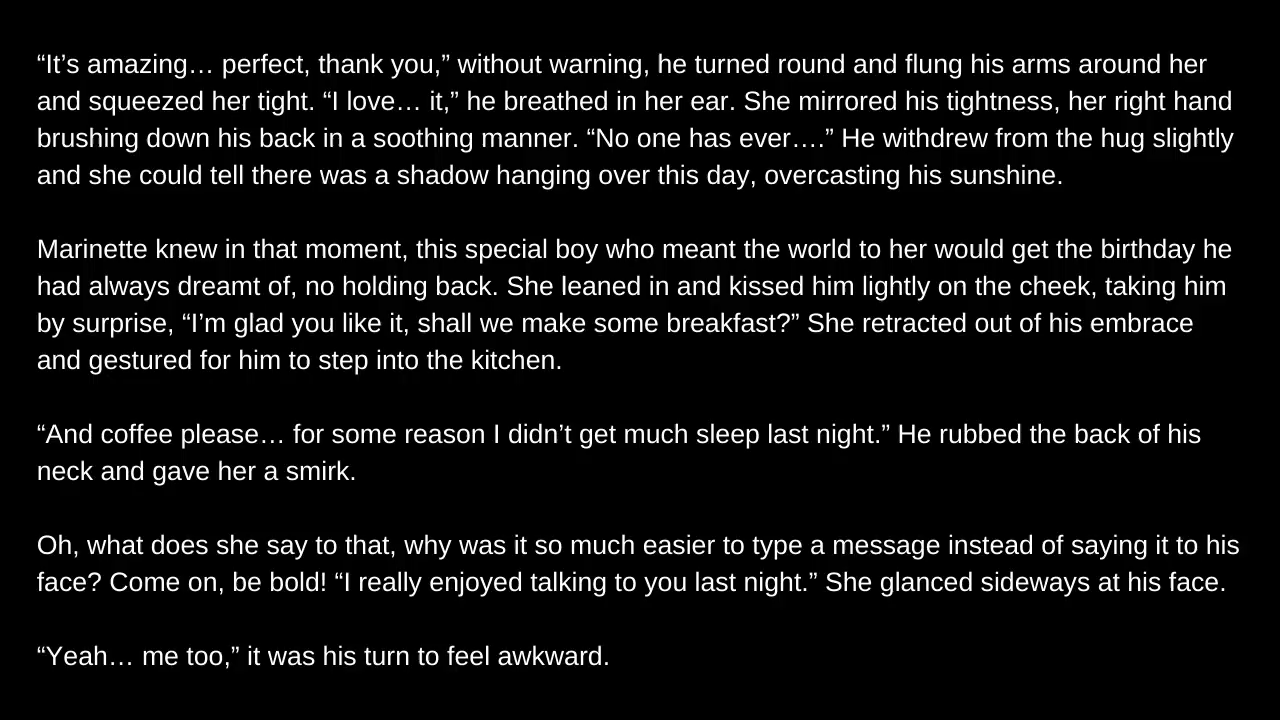 “It’s amazing… perfect, thank you,” without warning, he turned round and flung his arms around her
and squeezed her tight. “I love… it,” he breathed in her ear. She mirrored his tightness, her right hand
brushing down his back in a soothing manner. “No one has ever….” He withdrew from the hug slightly
and she could tell there was a shadow hanging over this day, overcasting his sunshine.
Marinette knew in that moment, this special boy who meant the world to her would get the birthday he
had always dreamt of, no holding back. She leaned in and kissed him lightly on the cheek, taking him
by surprise, “I’m glad you like it, shall we make some breakfast?” She retracted out of his embrace
and gestured for him to step into the kitchen.
“And coffee please… for some reason I didn’t get much sleep last night.” He rubbed the back of his
neck and gave her a smirk.
Oh, what does she say to that, why was it so much easier to type a message instead of saying it to his
face? Come on, be bold! “I really enjoyed talking to you last night.” She glanced sideways at his face.
“Yeah… me too,” it was his turn to feel awkward.